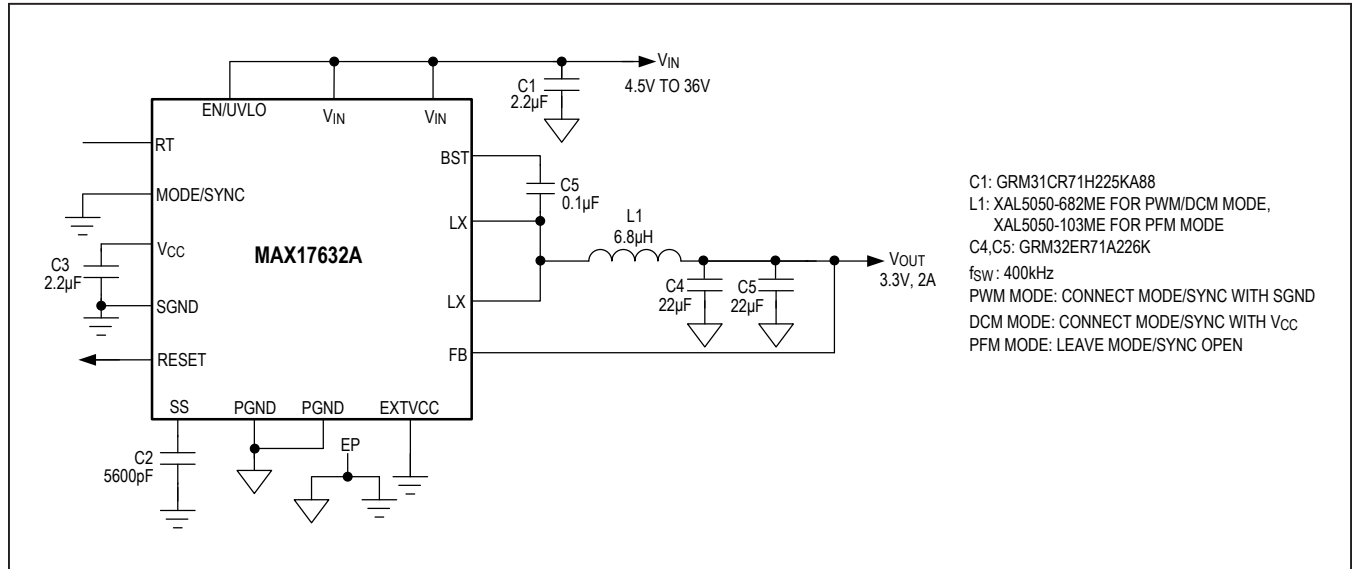 VIN
4.5V TO 36V
C1
2.2µF
EN/UVLO
VIN
VIN
RT
BST
MODE/SYNC
C5
0.1µF
LX
L1
6.8µH
VCC
MAX17632A
C3
2.2µF
VOUT
3.3V, 2A
C4
22µF
C5
22µF
LX
SGND
RESET
FB
SS
PGND
PGND
EXTVCC
C2
5600pF
EP
C1: GRM31CR71H225KA88
L1: XAL5050-682ME FOR PWM/DCM MODE,
XAL5050-103ME FOR PFM MODE
C4,C5: GRM32ER71A226K
fSW : 400kHz
PWM MODE: CONNECT MODE/SYNC WITH SGND
DCM MODE: CONNECT MODE/SYNC WITH VCC
PFM MODE: LEAVE MODE/SYNC OPEN